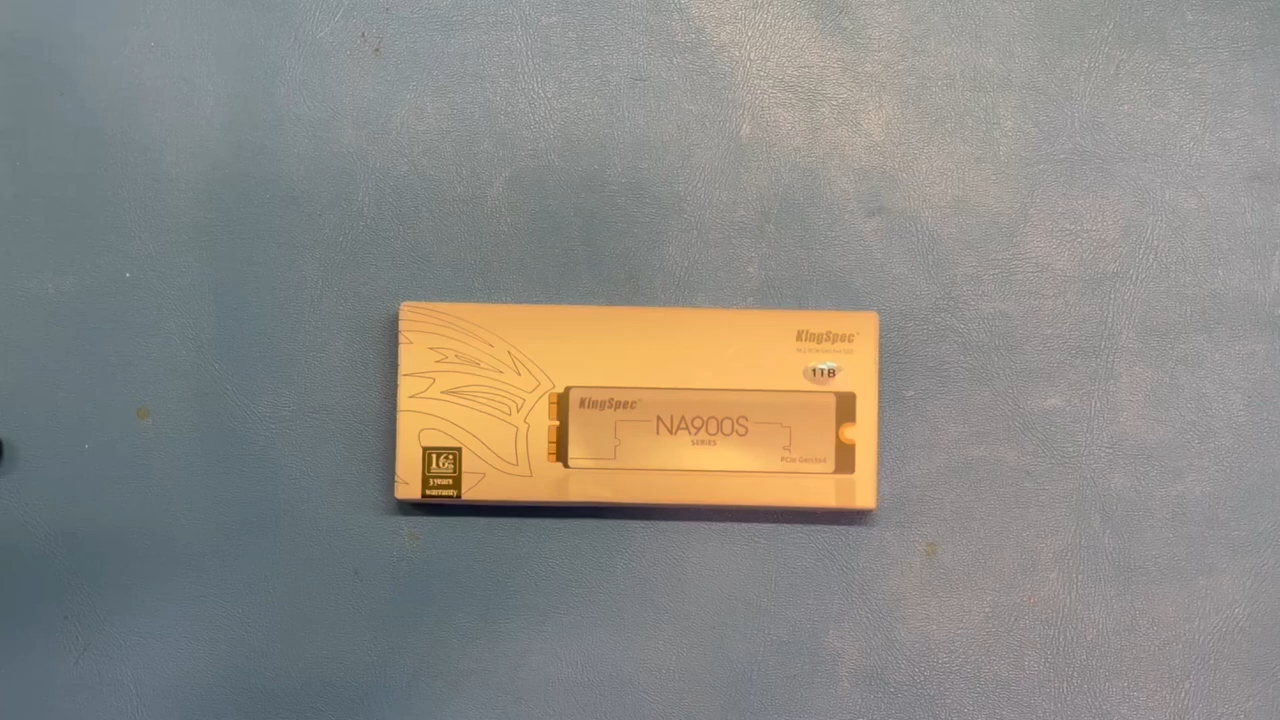 KingSpec
1TB
KingSpec
NA900S
SERIES
PCIe Gen3x4
16
3 years
warranty